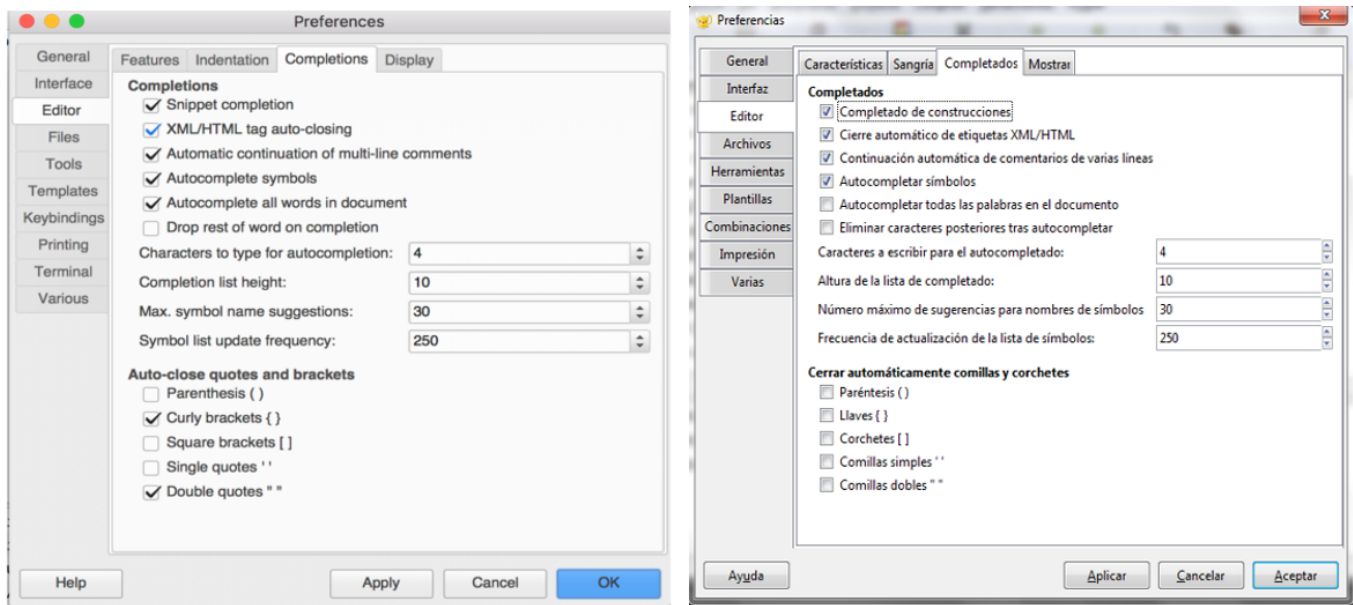 Preferences
General
Interface
Editor
Files
Tools
Templates
Keybindings
Printing
Terminal
Various
Features Indentation Completions Display
Completions
Snippet completion
XML/HTML tag auto-closing
Automatic continuation of multi-line comments
Autocomplete symbols
Autocomplete all words in document
Drop rest of word on completion
Characters to type for autocompletion: 4
Completion list height: 10
Max. symbol name suggestions: 30
Symbol list update frequency: 250
Auto-close quotes and brackets
Parenthesis ( )
Curly brackets { }
Square brackets [ ]
Single quotes ' '
Double quotes " "
Help Apply Cancel OK
Preferencias
General
Interfaz
Editor
Archivos
Herramientas
Plantillas
Combinaciones
Impresión
Varias
Características Sangría Completados Mostrar
Completados
Completado de construcciones
Cierre automático de etiquetas XML/HTML
Continuación automática de comentarios de varias líneas
Autocompletar símbolos
Autocompletar todas las palabras en el documento
Eliminar caracteres posteriores tras autocompletar
Caracteres a escribir para el autocompletado: 4
Altura de la lista de completado: 10
Número máximo de sugerencias para nombres de símbolos 30
Frecuencia de actualización de la lista de símbolos: 250
Cerrar automáticamente comillas y corchetes
Paréntesis ( )
Llaves { }
Corchetes [ ]
Comillas simples ' '
Comillas dobles " "
Ayuda Aplicar Cancelar Aceptar